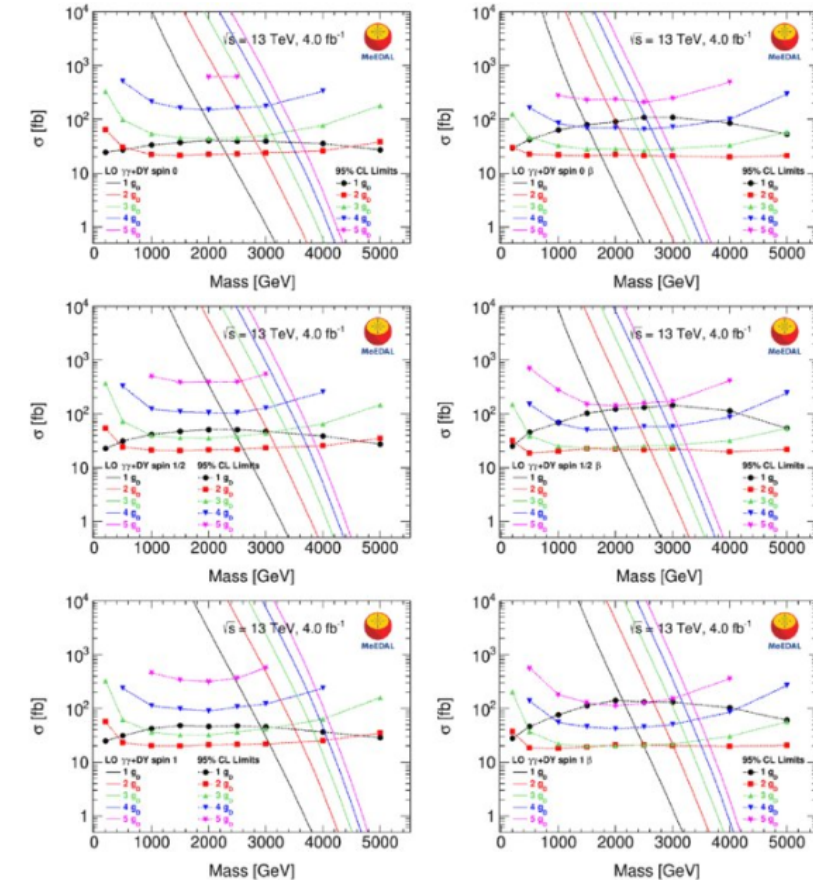 √s = 13 TeV, 4.0 fb⁻¹
MoEDAL
σ [fb]
10⁴
10³
10²
10
1
LO γγ+DY spin 0
1 g_D
2 g_D
3 g_D
4 g_D
5 g_D
95% CL Limits
1 g_D
2 g_D
3 g_D
4 g_D
5 g_D
0 1000 2000 3000 4000 5000
Mass [GeV]
√s = 13 TeV, 4.0 fb⁻¹
MoEDAL
σ [fb]
10⁴
10³
10²
10
1
LO γγ+DY spin 0 β
1 g_D
2 g_D
3 g_D
4 g_D
5 g_D
95% CL Limits
1 g_D
2 g_D
3 g_D
4 g_D
5 g_D
0 1000 2000 3000 4000 5000
Mass [GeV]
√s = 13 TeV, 4.0 fb⁻¹
MoEDAL
σ [fb]
10⁴
10³
10²
10
1
LO γγ+DY spin 1/2
1 g_D
2 g_D
3 g_D
4 g_D
5 g_D
95% CL Limits
1 g_D
2 g_D
3 g_D
4 g_D
5 g_D
0 1000 2000 3000 4000 5000
Mass [GeV]
√s = 13 TeV, 4.0 fb⁻¹
MoEDAL
σ [fb]
10⁴
10³
10²
10
1
LO γγ+DY spin 1/2 β
1 g_D
2 g_D
3 g_D
4 g_D
5 g_D
95% CL Limits
1 g_D
2 g_D
3 g_D
4 g_D
5 g_D
0 1000 2000 3000 4000 5000
Mass [GeV]
√s = 13 TeV, 4.0 fb⁻¹
MoEDAL
σ [fb]
10⁴
10³
10²
10
1
LO γγ+DY spin 1
1 g_D
2 g_D
3 g_D
4 g_D
5 g_D
95% CL Limits
1 g_D
2 g_D
3 g_D
4 g_D
5 g_D
0 1000 2000 3000 4000 5000
Mass [GeV]
√s = 13 TeV, 4.0 fb⁻¹
MoEDAL
σ [fb]
10⁴
10³
10²
10
1
LO γγ+DY spin 1 β
1 g_D
2 g_D
3 g_D
4 g_D
5 g_D
95% CL Limits
1 g_D
2 g_D
3 g_D
4 g_D
5 g_D
0 1000 2000 3000 4000 5000
Mass [GeV]